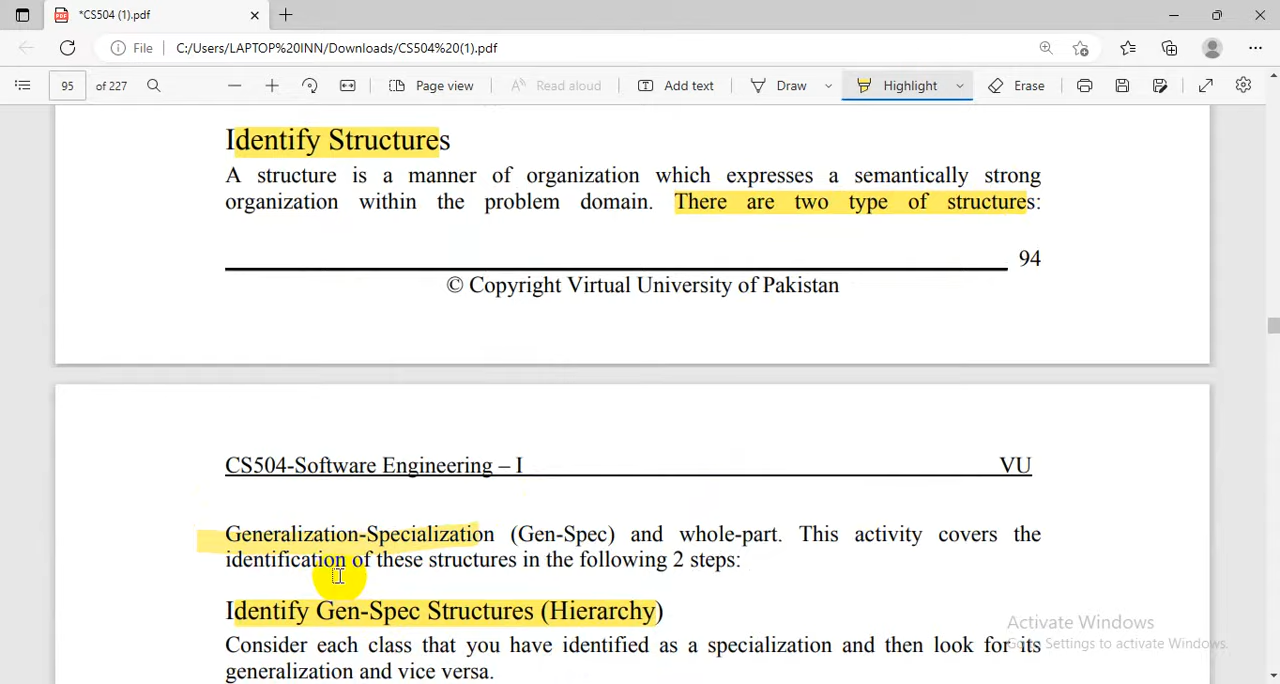 *CS504 (1).pdf
File C:/Users/LAPTOP%20INN/Downloads/CS504%20(1).pdf
95 of 227 Page view Read aloud Add text Draw Highlight Erase
Identify Structures
A structure is a manner of organization which expresses a semantically strong
organization within the problem domain. There are two type of structures:
94
© Copyright Virtual University of Pakistan
CS504-Software Engineering – I VU
Generalization-Specialization (Gen-Spec) and whole-part. This activity covers the
identification of these structures in the following 2 steps:
Identify Gen-Spec Structures (Hierarchy)
Activate Windows
Consider each class that you have identified as a specialization and then look for its
Go to Settings to activate Windows.
generalization and vice versa.